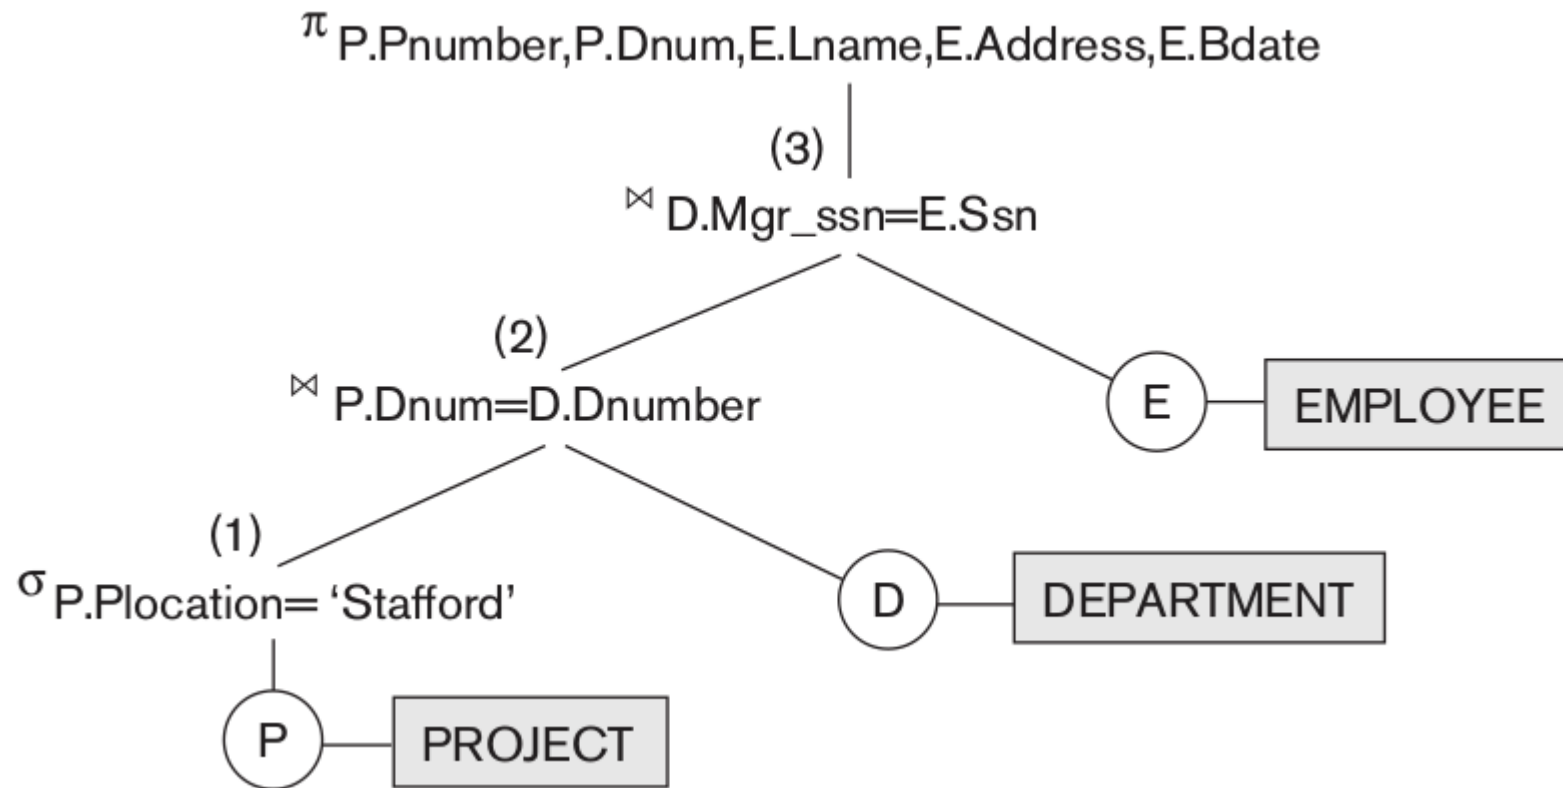 π P.Pnumber,P.Dnum,E.Lname,E.Address,E.Bdate
(3)
⋈ D.Mgr_ssn=E.Ssn
(2)
⋈ P.Dnum=D.Dnumber
E
EMPLOYEE
(1)
σ P.Plocation= ‘Stafford’
D
DEPARTMENT
P
PROJECT